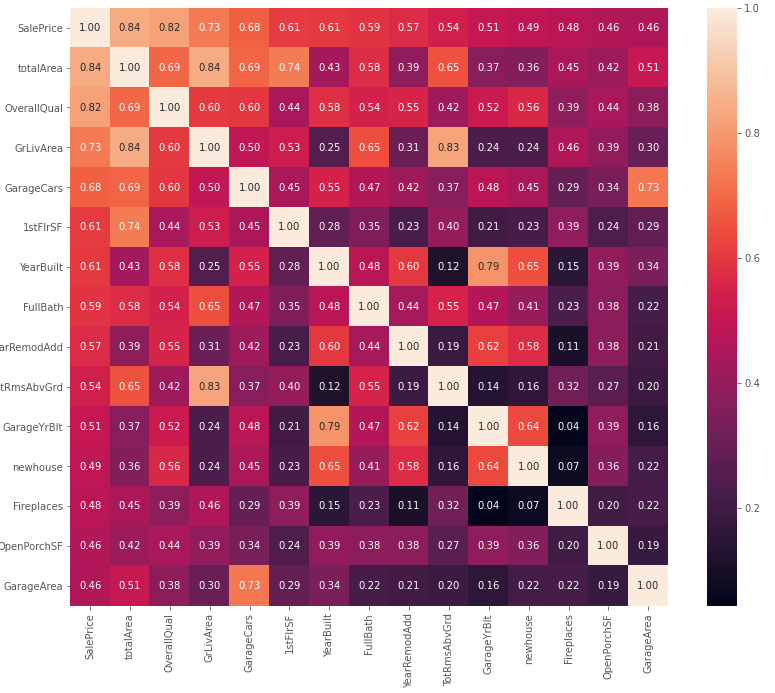 SalePrice 1.00 0.84 0.82 0.73 0.68 0.61 0.61 0.59 0.57 0.54 0.51 0.49 0.48 0.46 0.46
totalArea 0.84 1.00 0.69 0.84 0.69 0.74 0.43 0.58 0.39 0.65 0.37 0.36 0.45 0.42 0.51
OverallQual 0.82 0.69 1.00 0.60 0.60 0.44 0.58 0.54 0.55 0.42 0.52 0.56 0.39 0.44 0.38
GrLivArea 0.73 0.84 0.60 1.00 0.50 0.53 0.25 0.65 0.31 0.83 0.24 0.24 0.46 0.39 0.30
GarageCars 0.68 0.69 0.60 0.50 1.00 0.45 0.55 0.47 0.42 0.37 0.48 0.45 0.29 0.34 0.73
1stFlrSF 0.61 0.74 0.44 0.53 0.45 1.00 0.28 0.35 0.23 0.40 0.21 0.23 0.39 0.24 0.29
YearBuilt 0.61 0.43 0.58 0.25 0.55 0.28 1.00 0.48 0.60 0.12 0.79 0.65 0.15 0.39 0.34
FullBath 0.59 0.58 0.54 0.65 0.47 0.35 0.48 1.00 0.44 0.55 0.47 0.41 0.23 0.38 0.22
arRemodAdd 0.57 0.39 0.55 0.31 0.42 0.23 0.60 0.44 1.00 0.19 0.62 0.58 0.11 0.38 0.21
tRmsAbvGrd 0.54 0.65 0.42 0.83 0.37 0.40 0.12 0.55 0.19 1.00 0.14 0.16 0.32 0.27 0.20
GarageYrBlt 0.51 0.37 0.52 0.24 0.48 0.21 0.79 0.47 0.62 0.14 1.00 0.64 0.04 0.39 0.16
newhouse 0.49 0.36 0.56 0.24 0.45 0.23 0.65 0.41 0.58 0.16 0.64 1.00 0.07 0.36 0.22
Fireplaces 0.48 0.45 0.39 0.46 0.29 0.39 0.15 0.23 0.11 0.32 0.04 0.07 1.00 0.20 0.22
OpenPorchSF 0.46 0.42 0.44 0.39 0.34 0.24 0.39 0.38 0.38 0.27 0.39 0.36 0.20 1.00 0.19
GarageArea 0.46 0.51 0.38 0.30 0.73 0.29 0.34 0.22 0.21 0.20 0.16 0.22 0.22 0.19 1.00
SalePrice totalArea OverallQual GrLivArea GarageCars 1stFlrSF YearBuilt FullBath YearRemodAdd TotRmsAbvGrd GarageYrBlt newhouse Fireplaces OpenPorchSF GarageArea
1.0
0.8
0.6
0.4
0.2